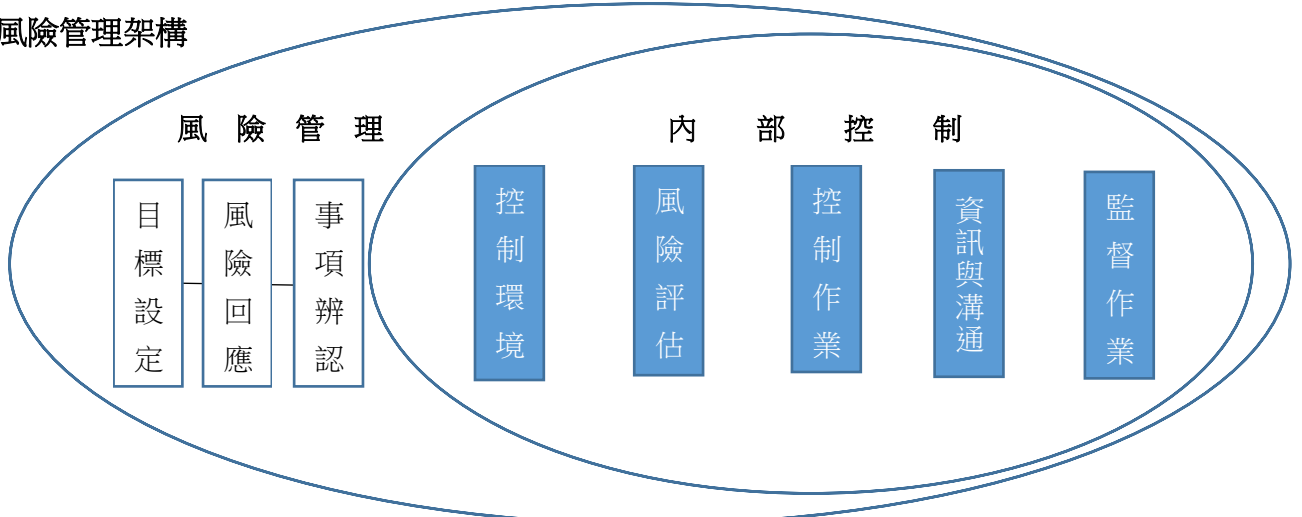 風險管理架構
風險管理
內部控制
目標設定
風險回應
事項辨認
控制環境
風險評估
控制作業
資訊與溝通
監督作業